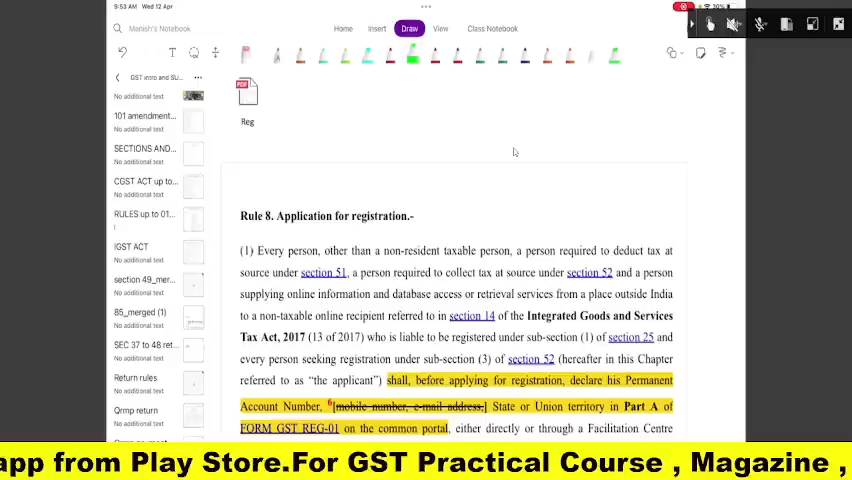 9:53 AM Wed 12 Apr
39%
Manish's Notebook
Home Insert Draw View Class Notebook
GST intro and SU...
No additional text
101 amendment...
No additional text
SECTIONS AND...
No additional text
CGST ACT up to...
No additional text
RULES up to 01...
IGST ACT
No additional text
section 49_mer...
No additional text
85_merged (1)
No additional text
SEC 37 to 48 ret...
No additional text
Return rules
No additional text
Qrmp return
No additional text
PDF
Reg
Rule 8. Application for registration.-
(1) Every person, other than a non-resident taxable person, a person required to deduct tax at
source under section 51, a person required to collect tax at source under section 52 and a person
supplying online information and database access or retrieval services from a place outside India
to a non-taxable online recipient referred to in section 14 of the Integrated Goods and Services
Tax Act, 2017 (13 of 2017) who is liable to be registered under sub-section (1) of section 25 and
every person seeking registration under sub-section (3) of section 52 (hereafter in this Chapter
referred to as “the applicant”) shall, before applying for registration, declare his Permanent
Account Number, 6[mobile number, e-mail address,] State or Union territory in Part A of
FORM GST REG-01 on the common portal, either directly or through a Facilitation Centre
app from Play Store.For GST Practical Course , Magazine ,